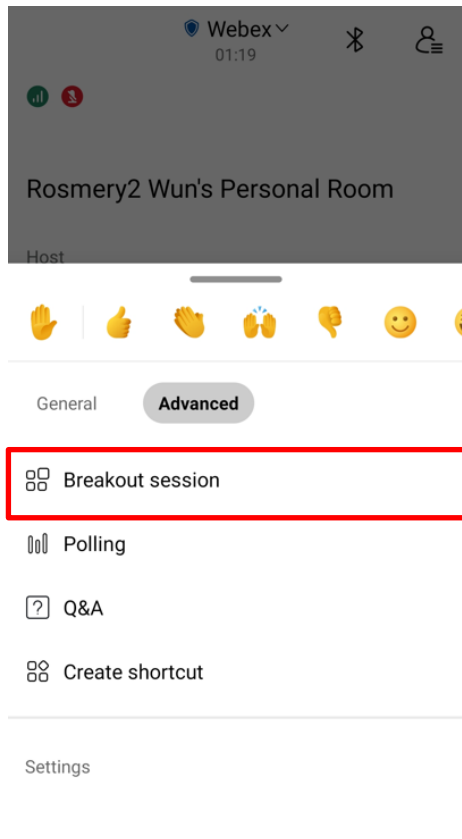 Webex
01:19
Rosmery2 Wun's Personal Room
Host
General Advanced
Breakout session
Polling
Q&A
Create shortcut
Settings